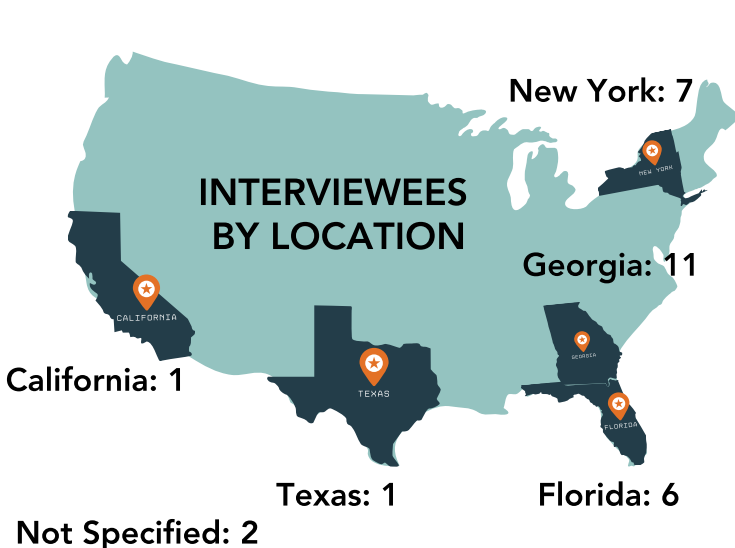 New York: 7
NEW YORK
INTERVIEWEES
BY LOCATION
Georgia: 11
CALIFORNIA
GEORGIA
California: 1
TEXAS
FLORIDA
Texas: 1
Florida: 6
Not Specified: 2